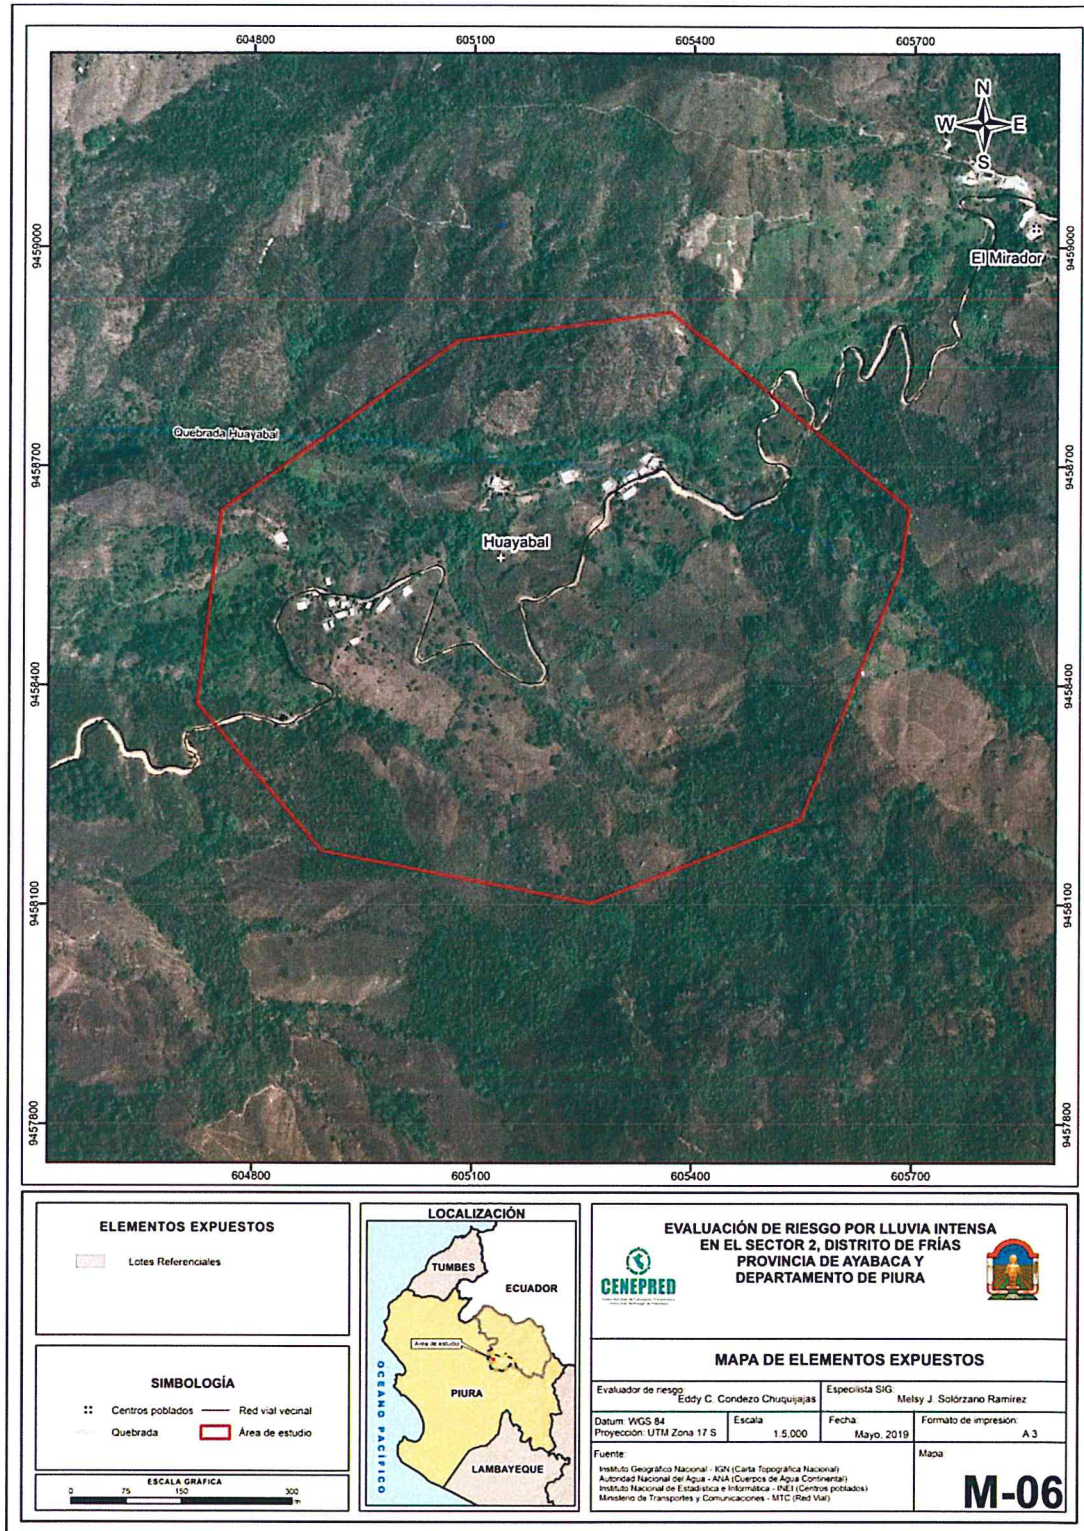 604800 605100 605400 605700
N
W E
S
9459000 9459000
El Mirador
Quebrada Huayabal
9458700 9458700
Huayabal
9458400 9458400
9458100 9458100
9457800 9457800
604800 605100 605400 605700
ELEMENTOS EXPUESTOS
Lotes Referenciales
SIMBOLOGÍA
Centros poblados Red vial vecinal
Quebrada Área de estudio
ESCALA GRÁFICA
0 75 150 300
m
LOCALIZACIÓN
TUMBES
ECUADOR
Área de estudio
PIURA
OCEANO PACIFICO
LAMBAYEQUE
EVALUACIÓN DE RIESGO POR LLUVIA INTENSA
EN EL SECTOR 2, DISTRITO DE FRÍAS
PROVINCIA DE AYABACA Y
DEPARTAMENTO DE PIURA
CENEPRED
MAPA DE ELEMENTOS EXPUESTOS
Evaluador de riesgo:
Eddy C. Condezo Chuquijajas
Especilista SIG:
Melsy J. Solórzano Ramírez
Datum: WGS 84
Proyección: UTM Zona 17 S
Escala
1:5,000
Fecha:
Mayo, 2019
Formato de impresión:
A 3
Fuente:
Instituto Geográfico Nacional - IGN (Carta Topográfica Nacional)
Autoridad Nacional del Agua - ANA (Cuerpos de Agua Continental)
Instituto Nacional de Estadistica e Informática - INEI (Centros poblados)
Ministerio de Transportes y Comunicaciones - MTC (Red Vial)
Mapa:
M-06